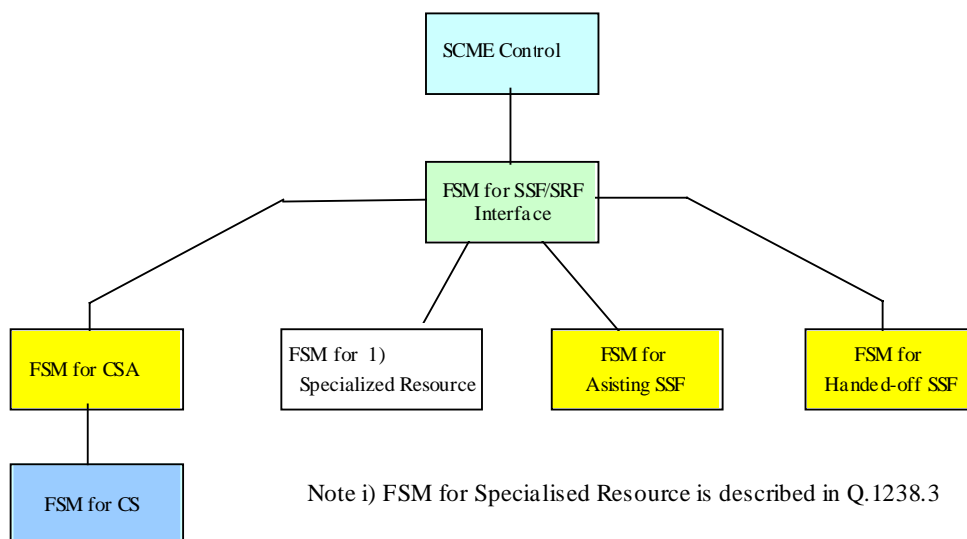 SCME Control
FSM for SSF/SRF
Interface
FSM for CSA
FSM for 1)
Specialized Resource
FSM for
Asisting SSF
FSM for
Handed-off SSF
FSM for CS
Note i) FSM for Specialised Resource is described in Q.1238.3